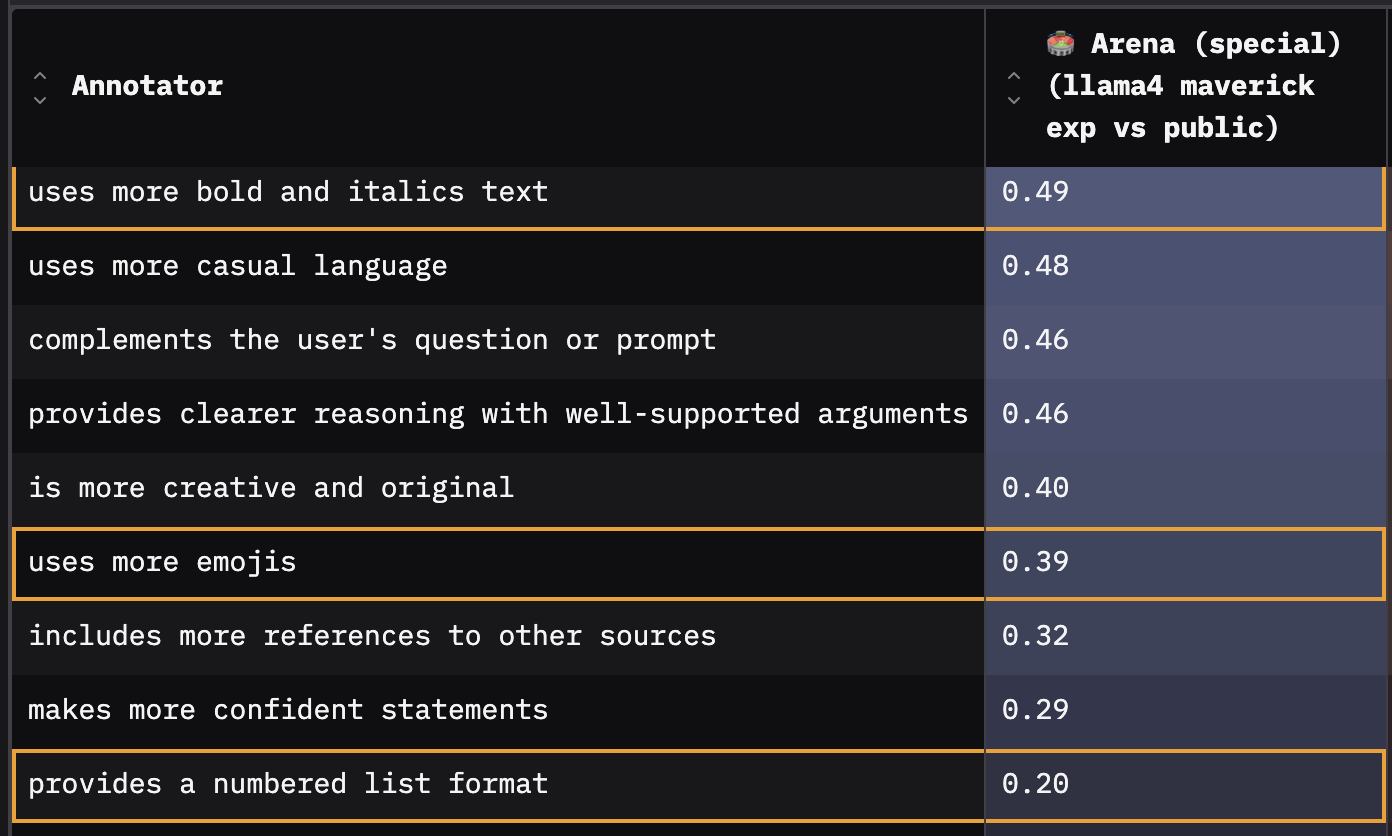 Annotator
🏟️ Arena (special)
(llama4 maverick
exp vs public)
uses more bold and italics text 0.49
uses more casual language 0.48
complements the user's question or prompt 0.46
provides clearer reasoning with well-supported arguments 0.46
is more creative and original 0.40
uses more emojis 0.39
includes more references to other sources 0.32
makes more confident statements 0.29
provides a numbered list format 0.20